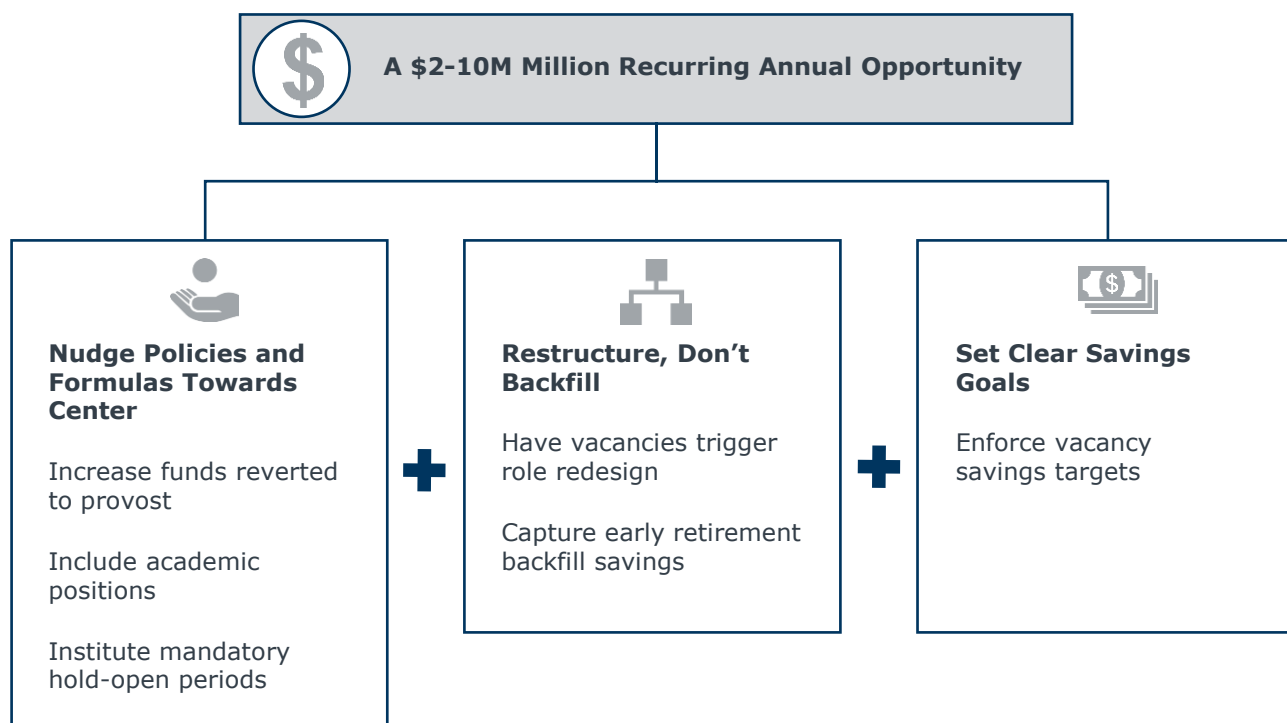 $
A $2-10M Million Recurring Annual Opportunity
Nudge Policies and
Formulas Towards
Center
Increase funds reverted
to provost
Include academic
positions
Institute mandatory
hold-open periods
Restructure, Don’t
Backfill
Have vacancies trigger
role redesign
Capture early retirement
backfill savings
$
Set Clear Savings
Goals
Enforce vacancy
savings targets